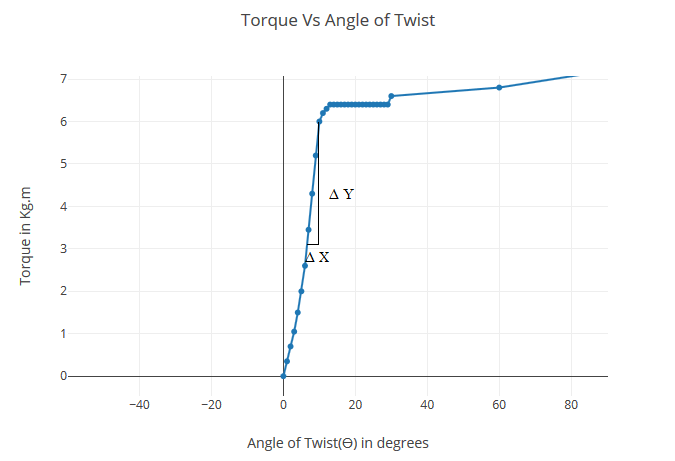 Torque Vs Angle of Twist
7
6
5
4
3
2
1
0
Torque in Kg.m
Δ Y
Δ X
−40 −20 0 20 40 60 80
Angle of Twist(Ө) in degrees